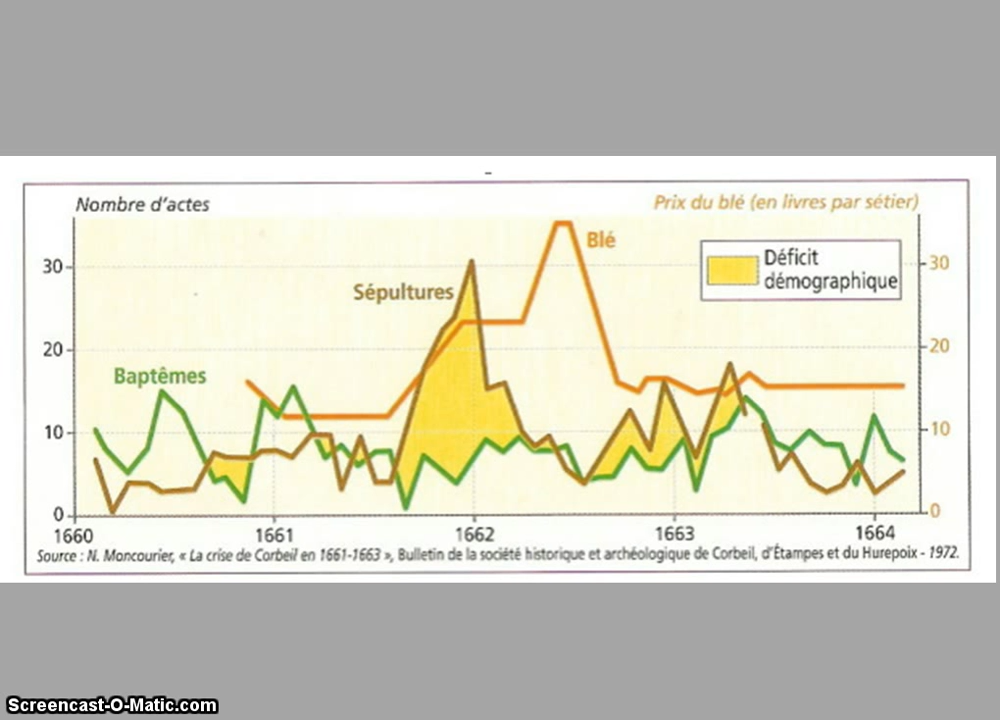 Nombre d'actes
Prix du blé (en livres par sétier)
Blé
Déficit
démographique
Sépultures
Baptêmes
30
20
10
0
30
20
10
0
1660
1661
1662
1663
1664
Source : N. Moncourier, « La crise de Corbeil en 1661-1663 », Bulletin de la société historique et archéologique de Corbeil, d'Étampes et du Hurepoix - 1972.
Screencast-O-Matic.com